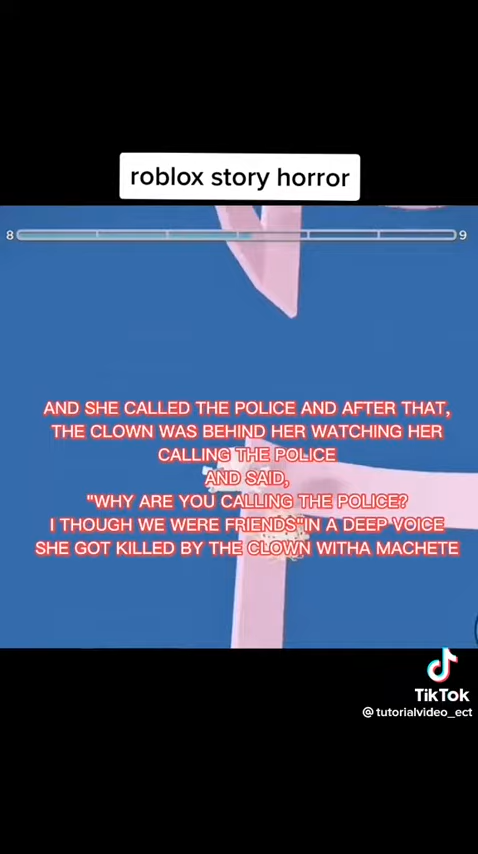 roblox story horror
8 9
AND SHE CALLED THE POLICE AND AFTER THAT,
THE CLOWN WAS BEHIND HER WATCHING HER
CALLING THE POLICE
AND SAID,
"WHY ARE YOU CALLING THE POLICE?
I THOUGH WE WERE FRIENDS"IN A DEEP VOICE
SHE GOT KILLED BY THE CLOWN WITHA MACHETE
TikTok
@tutorialvideo_ect